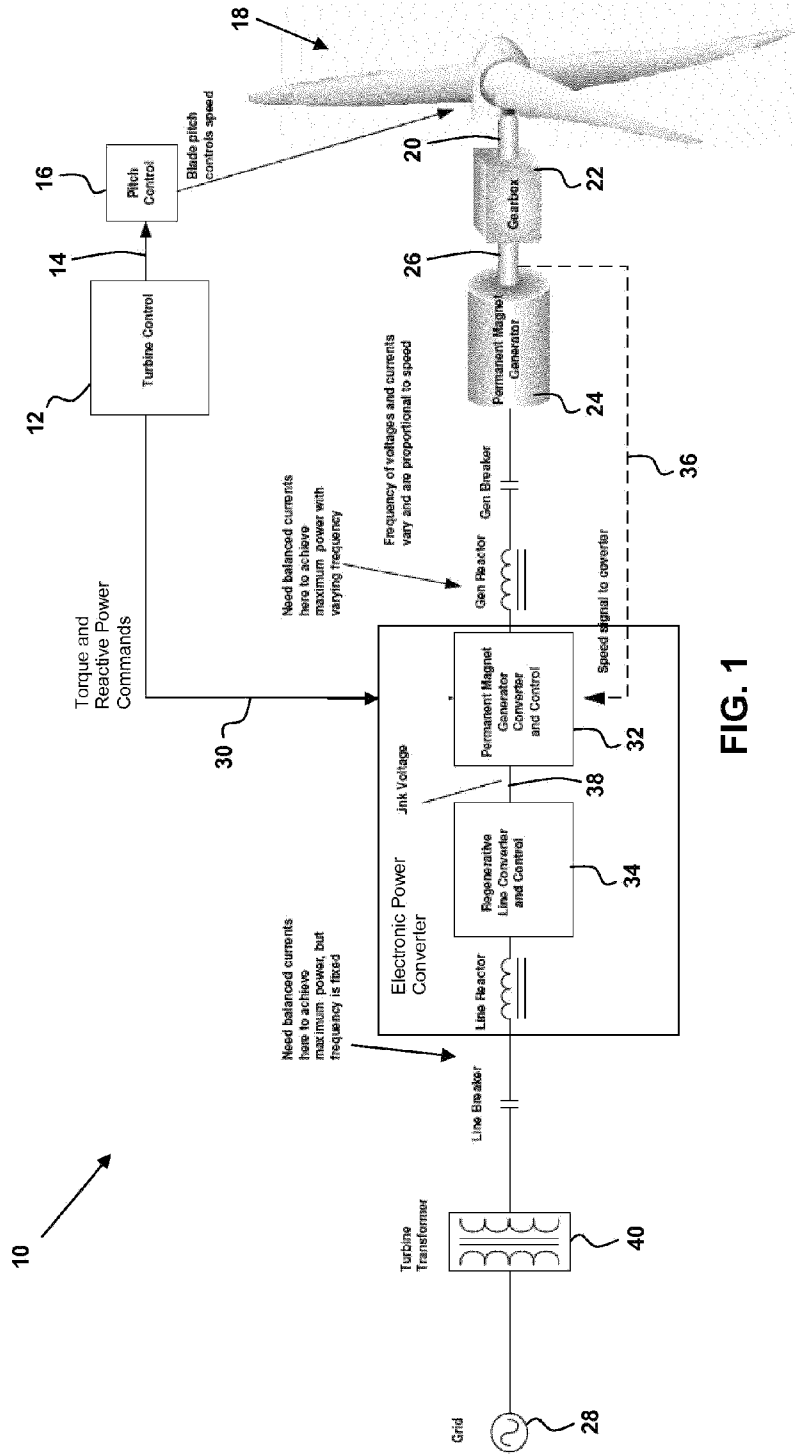 10
Grid
28
Turbine
Transformer
40
Line Breaker
Need balanced currents
here to achieve
maximum power, but
frequency is fixed
Electronic Power
Converter
Line Reactor
Regenerative
Line Converter
and Control
34
Link Voltage
38
Permanent Magnet
Generator
Converter
and Control
32
Torque and
Reactive Power
Commands
30
Need balanced currents
here to achieve
maximum power with
varying frequency
Gen Reactor
Gen Breaker
Speed signal to coverter
36
Frequency of voltages and currents
vary and are proportional to speed
12
Turbine Control
14
16
Pitch
Control
Blade pitch
controls speed
Permanent Magnet
Generator
24
26
Gearbox
22
20
18
FIG. 1